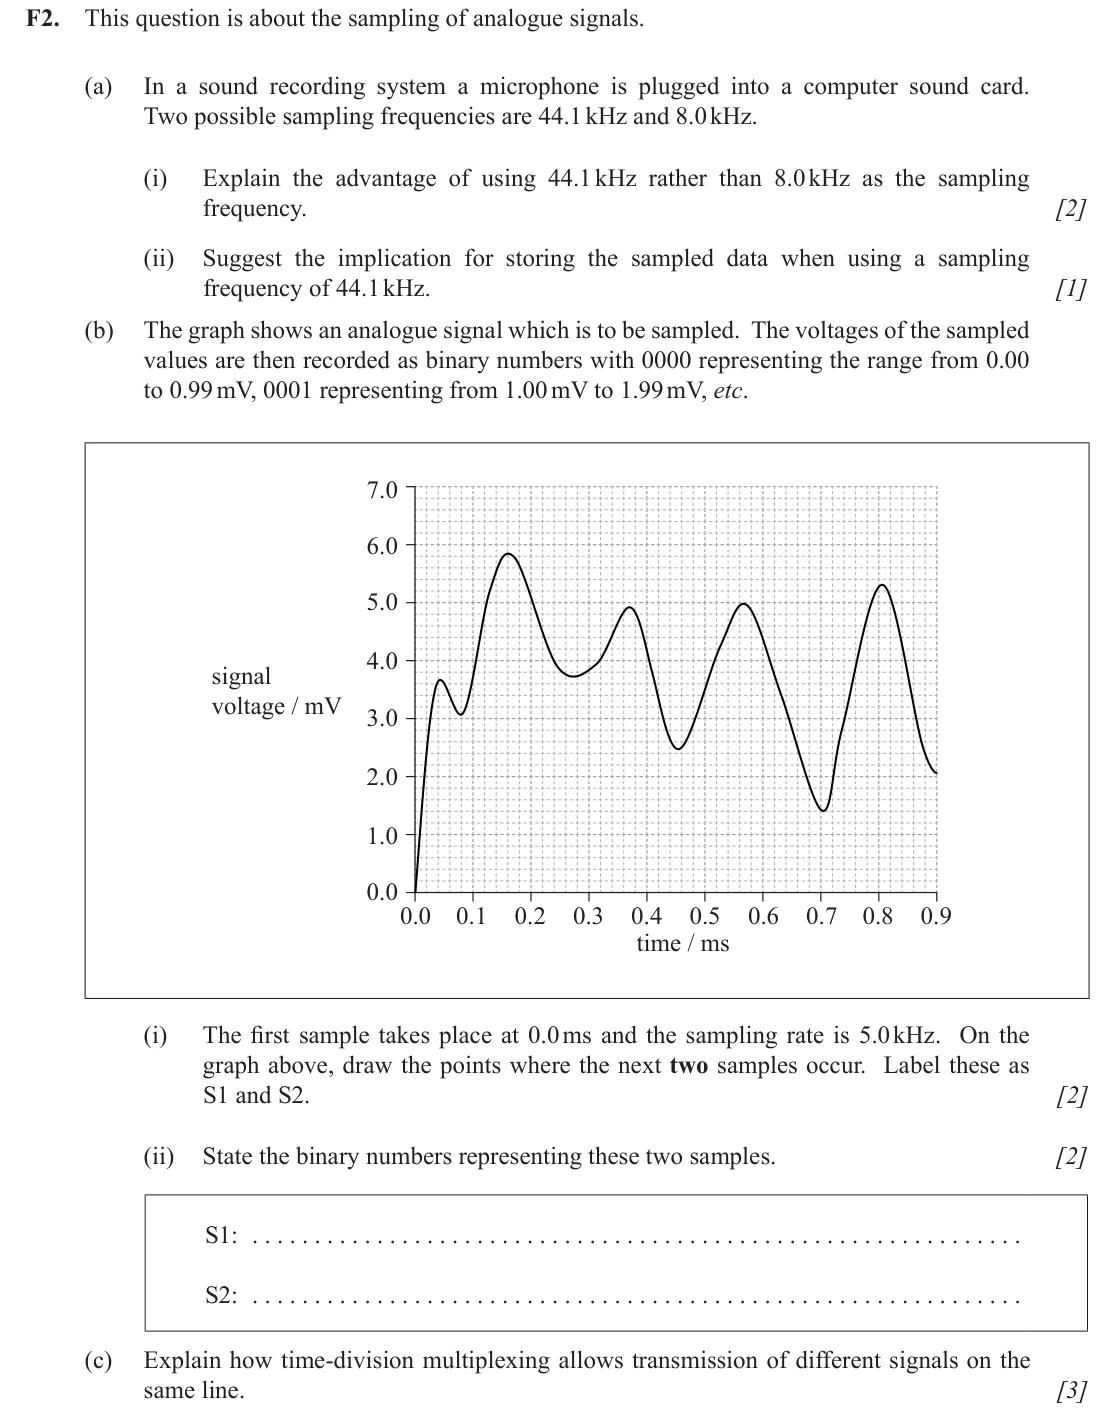 F2. This question is about the sampling of analogue signals.
(a) In a sound recording system a microphone is plugged into a computer sound card.
Two possible sampling frequencies are 44.1 kHz and 8.0 kHz.
(i) Explain the advantage of using 44.1 kHz rather than 8.0 kHz as the sampling
frequency. [2]
(ii) Suggest the implication for storing the sampled data when using a sampling
frequency of 44.1 kHz. [1]
(b) The graph shows an analogue signal which is to be sampled. The voltages of the sampled
values are then recorded as binary numbers with 0000 representing the range from 0.00
to 0.99 mV, 0001 representing from 1.00 mV to 1.99 mV, etc.
7.0
6.0
5.0
4.0
signal
voltage / mV
3.0
2.0
1.0
0.0
0.0 0.1 0.2 0.3 0.4 0.5 0.6 0.7 0.8 0.9
time / ms
(i) The first sample takes place at 0.0 ms and the sampling rate is 5.0 kHz. On the
graph above, draw the points where the next two samples occur. Label these as
S1 and S2. [2]
(ii) State the binary numbers representing these two samples. [2]
S1: . . . . . . . . . . . . . . . . . . . . . . . . . . . . . . . . . . . . . . . . . . . . . . . . . . . . . . . . . . . .
S2: . . . . . . . . . . . . . . . . . . . . . . . . . . . . . . . . . . . . . . . . . . . . . . . . . . . . . . . . . . . .
(c) Explain how time-division multiplexing allows transmission of different signals on the
same line. [3]